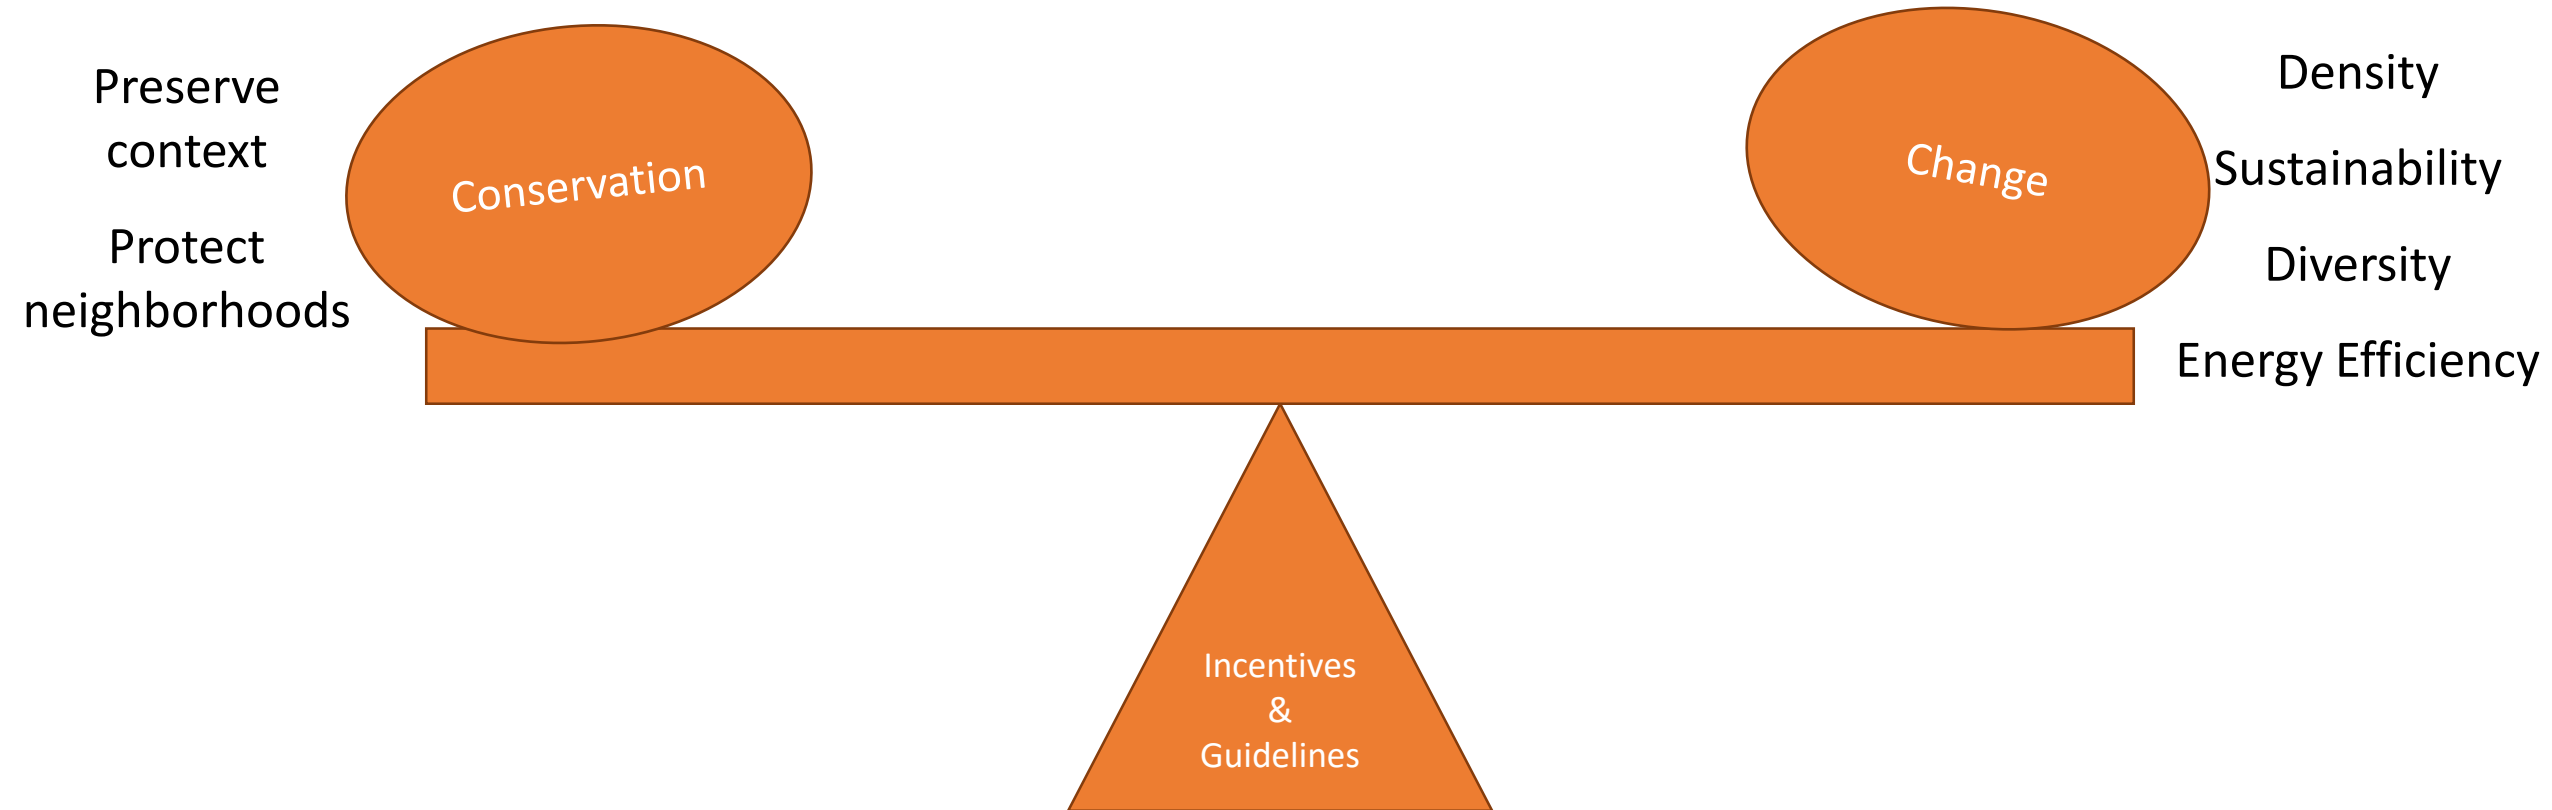 Preserve
context
Protect
neighborhoods
Conservation
Change
Density
Sustainability
Diversity
Energy Efficiency
Incentives
&
Guidelines